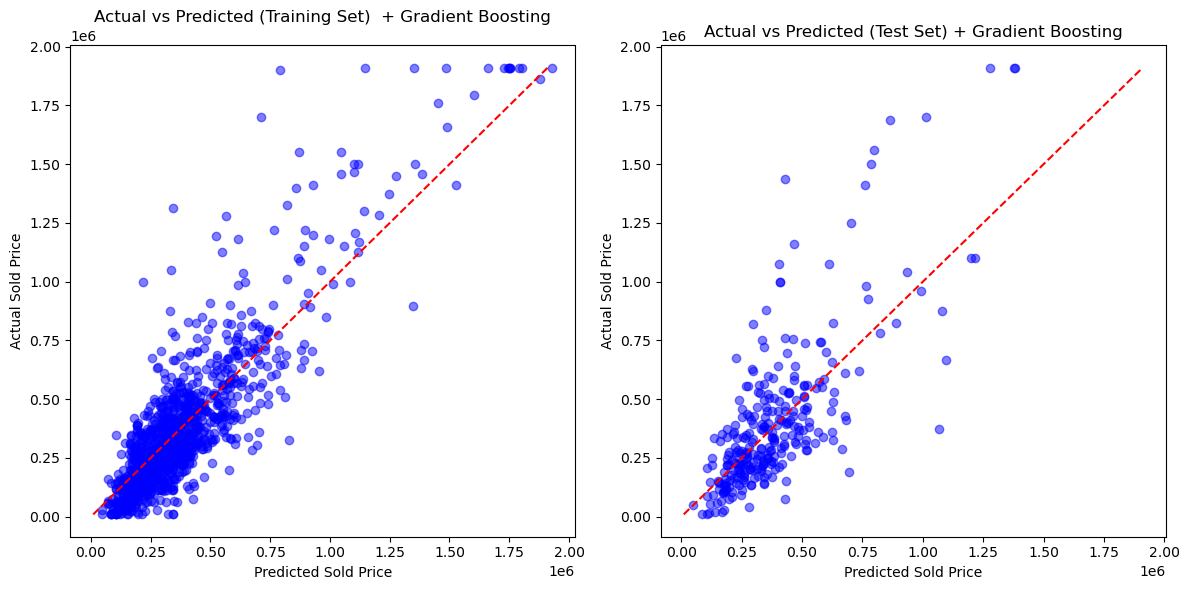 Actual vs Predicted (Training Set)  + Gradient Boosting
1e6
2.00
1.75
1.50
1.25
1.00
0.75
0.50
0.25
0.00
Actual Sold Price
0.00 0.25 0.50 0.75 1.00 1.25 1.50 1.75 2.00
Predicted Sold Price
1e6
Actual vs Predicted (Test Set) + Gradient Boosting
1e6
2.00
1.75
1.50
1.25
1.00
0.75
0.50
0.25
0.00
Actual Sold Price
0.00 0.25 0.50 0.75 1.00 1.25 1.50 1.75 2.00
Predicted Sold Price
1e6